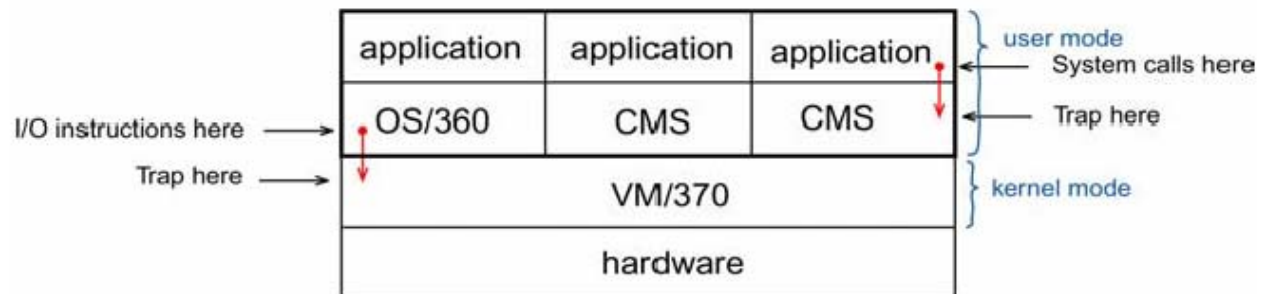 application
application
application
user mode
System calls here
I/O instructions here
OS/360
CMS
CMS
Trap here
Trap here
VM/370
kernel mode
hardware